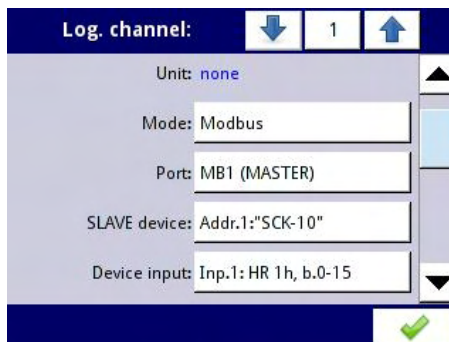 Log. channel: 1
Unit: none
Mode: Modbus
Port: MB1 (MASTER)
SLAVE device: Addr.1:"SCK-10"
Device input: Inp.1: HR 1h, b.0-15